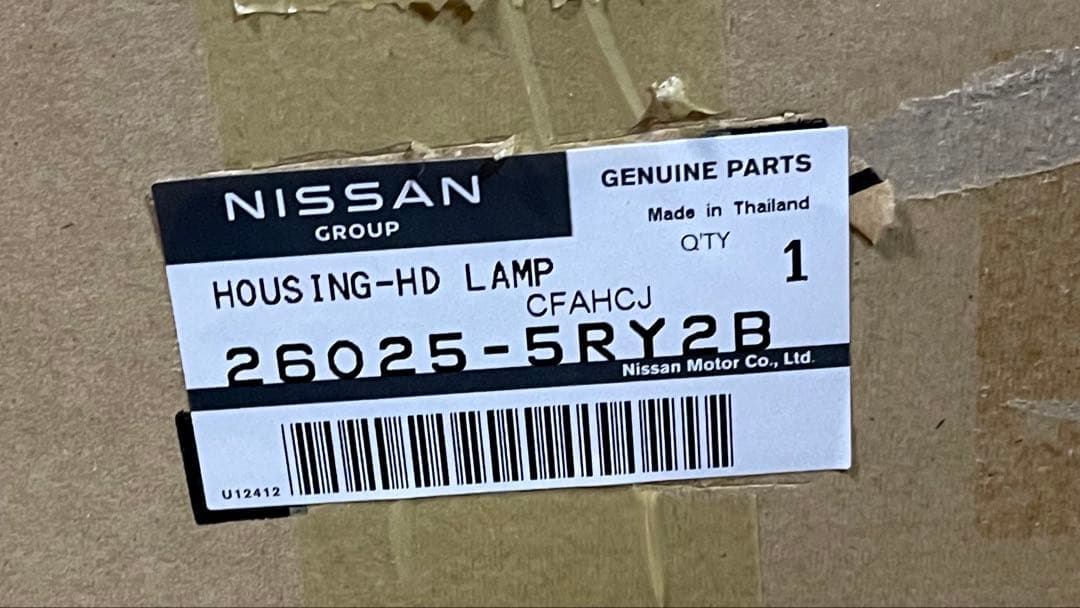 NISSAN
GROUP
GENUINE PARTS
Made in Thailand
Q'TY 1
HOUSING-HD LAMP
CFAHCJ
26025-5RY2B
Nissan Motor Co., Ltd.
U12412